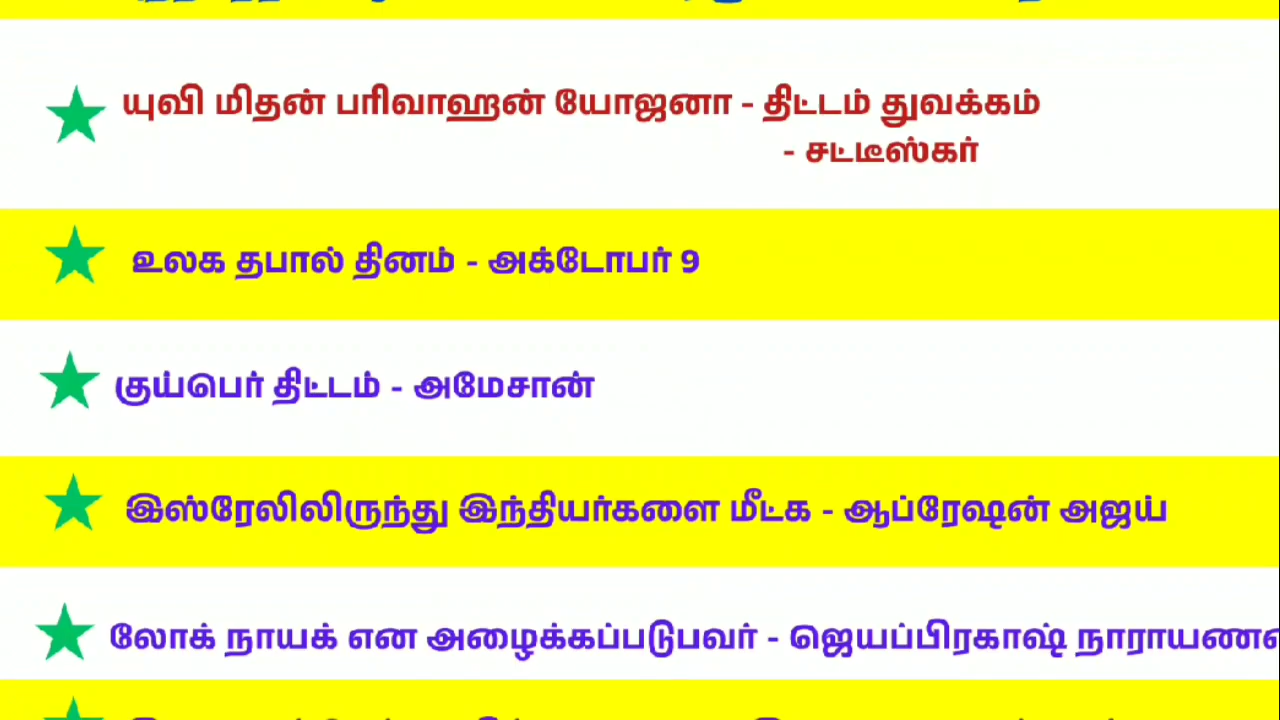 யுவி மிதன் பரிவாஹன் யோஜனா - திட்டம் துவக்கம்
- சட்டீஸ்கர்
உலக தபால் தினம் - அக்டோபர் 9
குய்பெர் திட்டம் - அமேசான்
இஸ்ரேலிலிருந்து இந்தியர்களை மீட்க - ஆப்ரேஷன் அஜய்
லோக் நாயக் என அழைக்கப்படுபவர் - ஜெயப்பிரகாஷ்